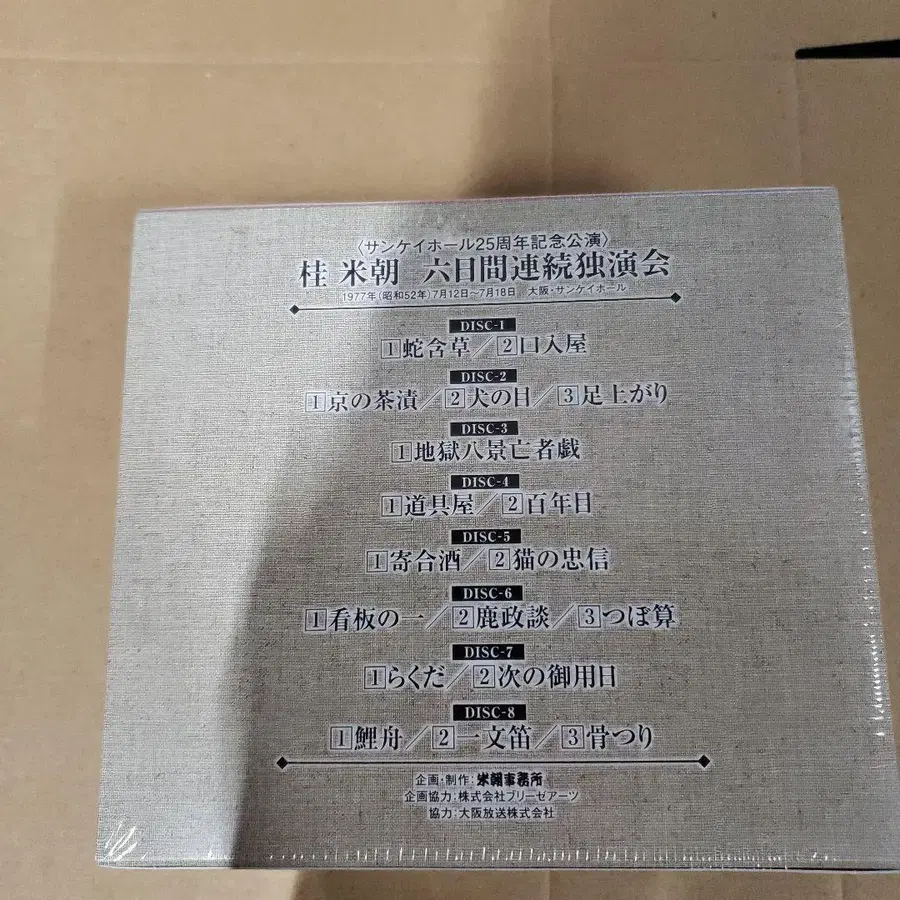 〈サンケイホール25周年記念公演〉
桂 米朝 六日間連続独演会
1977年(昭和52年)7月12日~7月18日 大阪・サンケイホール
DISC-1
1蛇含草／2口入屋
DISC-2
1京の茶漬／2犬の目／3足上がり
DISC-3
1地獄八景亡者戯
DISC-4
1道具屋／2百年目
DISC-5
1寄合酒／2猫の忠信
DISC-6
1看板の一／2鹿政談／3つぼ算
DISC-7
1らくだ／2次の御用日
DISC-8
1鯉舟／2一文笛／3骨つり
企画・制作：米朝事務所
企画協力：株式会社ブリーゼアーツ
協力：大阪放送株式会社